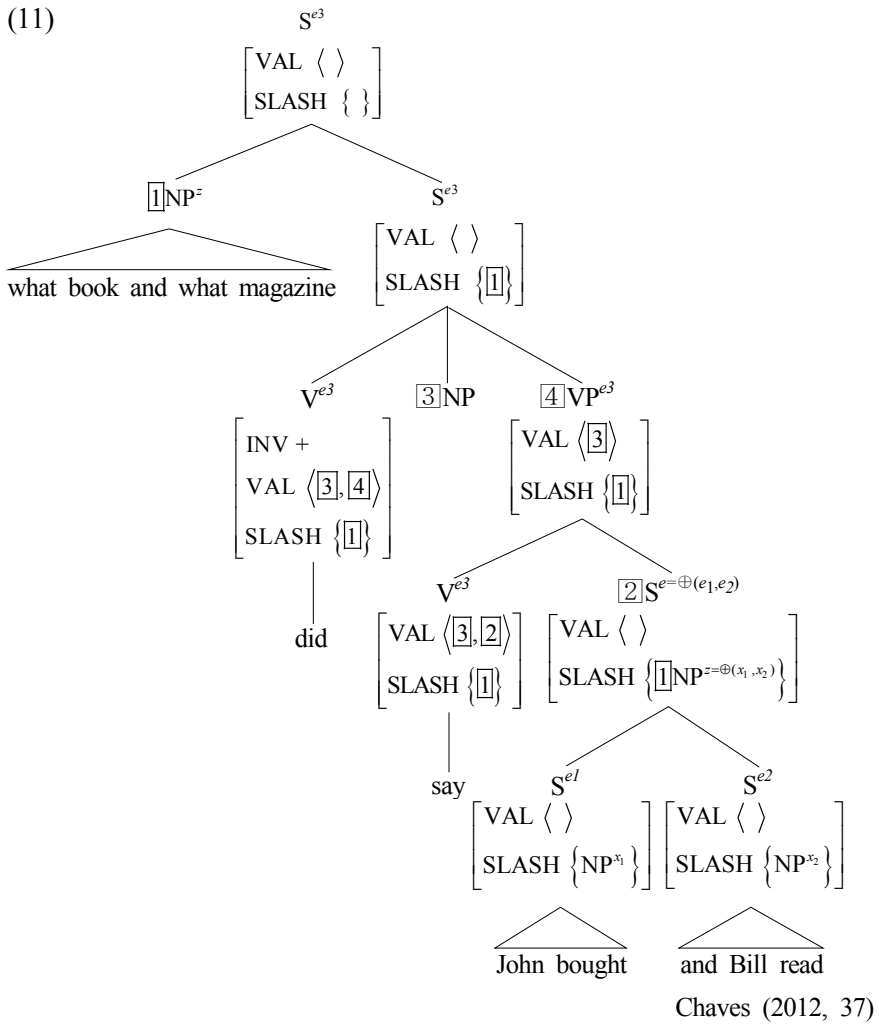 (11)
S^e3
[VAL ⟨ ⟩
SLASH { }]
[1]NP^z S^e3
what book and what magazine
[VAL ⟨ ⟩
SLASH {[1]}]
V^e3 [3]NP [4]VP^e3
[INV +
VAL ⟨[3], [4]⟩
SLASH {[1]}]
[VAL ⟨[3]⟩
SLASH {[1]}]
did
V^e3 [2]S^e=⊕(e₁,e₂)
[VAL ⟨[3], [2]⟩
SLASH {[1]}]
[VAL ⟨ ⟩
SLASH {[1]NP^z=⊕(x₁,x₂)}]
say
S^e1 S^e2
[VAL ⟨ ⟩
SLASH {NP^x₁}]
[VAL ⟨ ⟩
SLASH {NP^x₂}]
John bought and Bill read
Chaves (2012, 37)